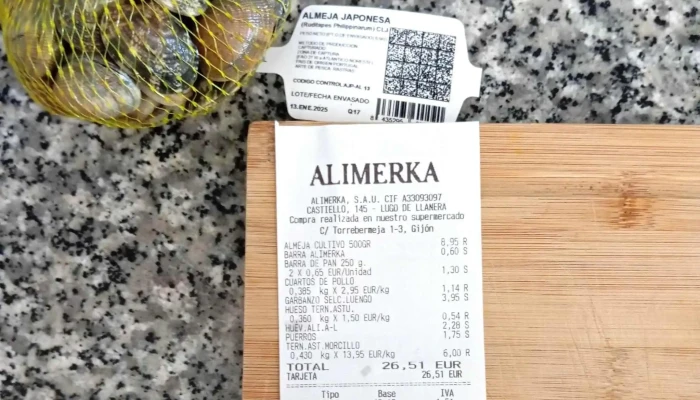 ALMEJA JAPONESA
(Ruditapes Philippinarum)
CODIGO CONTROL
LOTE/FECHA ENVASADO
13.ENE.2025 Q17
ALIMERKA
ALIMERKA, S.A.U. CIF A33093097
CASTIELLO, 145 - LUGO DE LLANERA
Compra realizada en nuestro supermercado
C/ Torrebermeja 1-3, Gijón
ALMEJA CULTIVO 500GR 6,95 R
BARRA ALIMERKA 0,60 S
BARRA DE PAN 250 g.
2 X 0,65 EUR/Unidad 1,30 S
CUARTOS DE POLLO
0,385 kg X 2,95 EUR/kg 1,14 R
GARBANZO SELC.LUENGO 3,95 S
HUESO TERN.ASTU.
0,360 kg X 1,50 EUR/kg 0,54 R
HUEV.ALI.A-L 2,28 S
PUERROS 1,75 S
TERN.AST.MORCILLO
0,430 kg X 13,95 EUR/kg 6,00 R
TOTAL 26,51 EUR
TARJETA 26,51 EUR
Tipo Base IVA